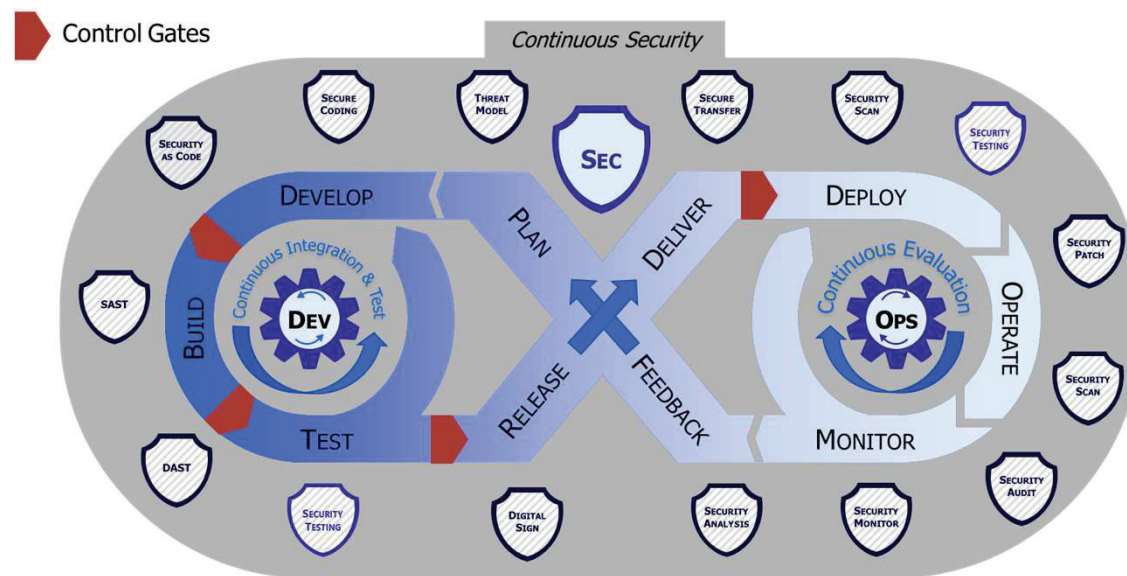 Control Gates
Continuous Security
SECURE
CODING
THREAT
MODEL
SEC
SECURE
TRANSFER
SECURITY
SCAN
SECURITY
TESTING
SECURITY
AS CODE
DEVELOP
PLAN
DELIVER
DEPLOY
SECURITY
PATCH
SAST
BUILD
Continuous Integration & Test
DEV
Continuous Evaluation
OPS
OPERATE
SECURITY
SCAN
TEST
RELEASE
FEEDBACK
MONITOR
DAST
SECURITY
TESTING
DIGITAL
SIGN
SECURITY
ANALYSIS
SECURITY
MONITOR
SECURITY
AUDIT